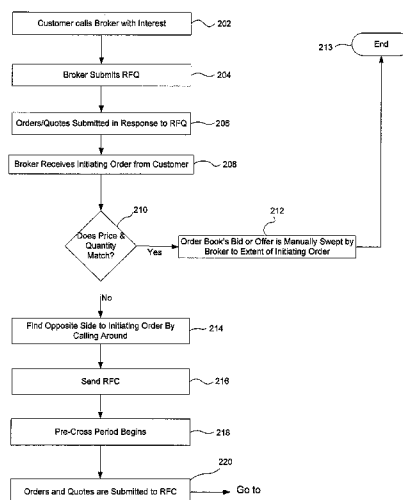 Customer calls Broker with Interest
202
End
213
Broker Submits RFQ
204
Orders/Quotes Submitted in Response to RFQ
206
Broker Receives Initiating Order from Customer
208
210
Does Price &
Quantity
Match?
Yes
212
Order Book's Bid or Offer is Manually Swept by
Broker to Extent of Initiating Order
No
Find Opposite Side to Initiating Order By
Calling Around
214
Send RFC
216
Pre-Cross Period Begins
218
220
Orders and Quotes are Submitted to RFC
Go to